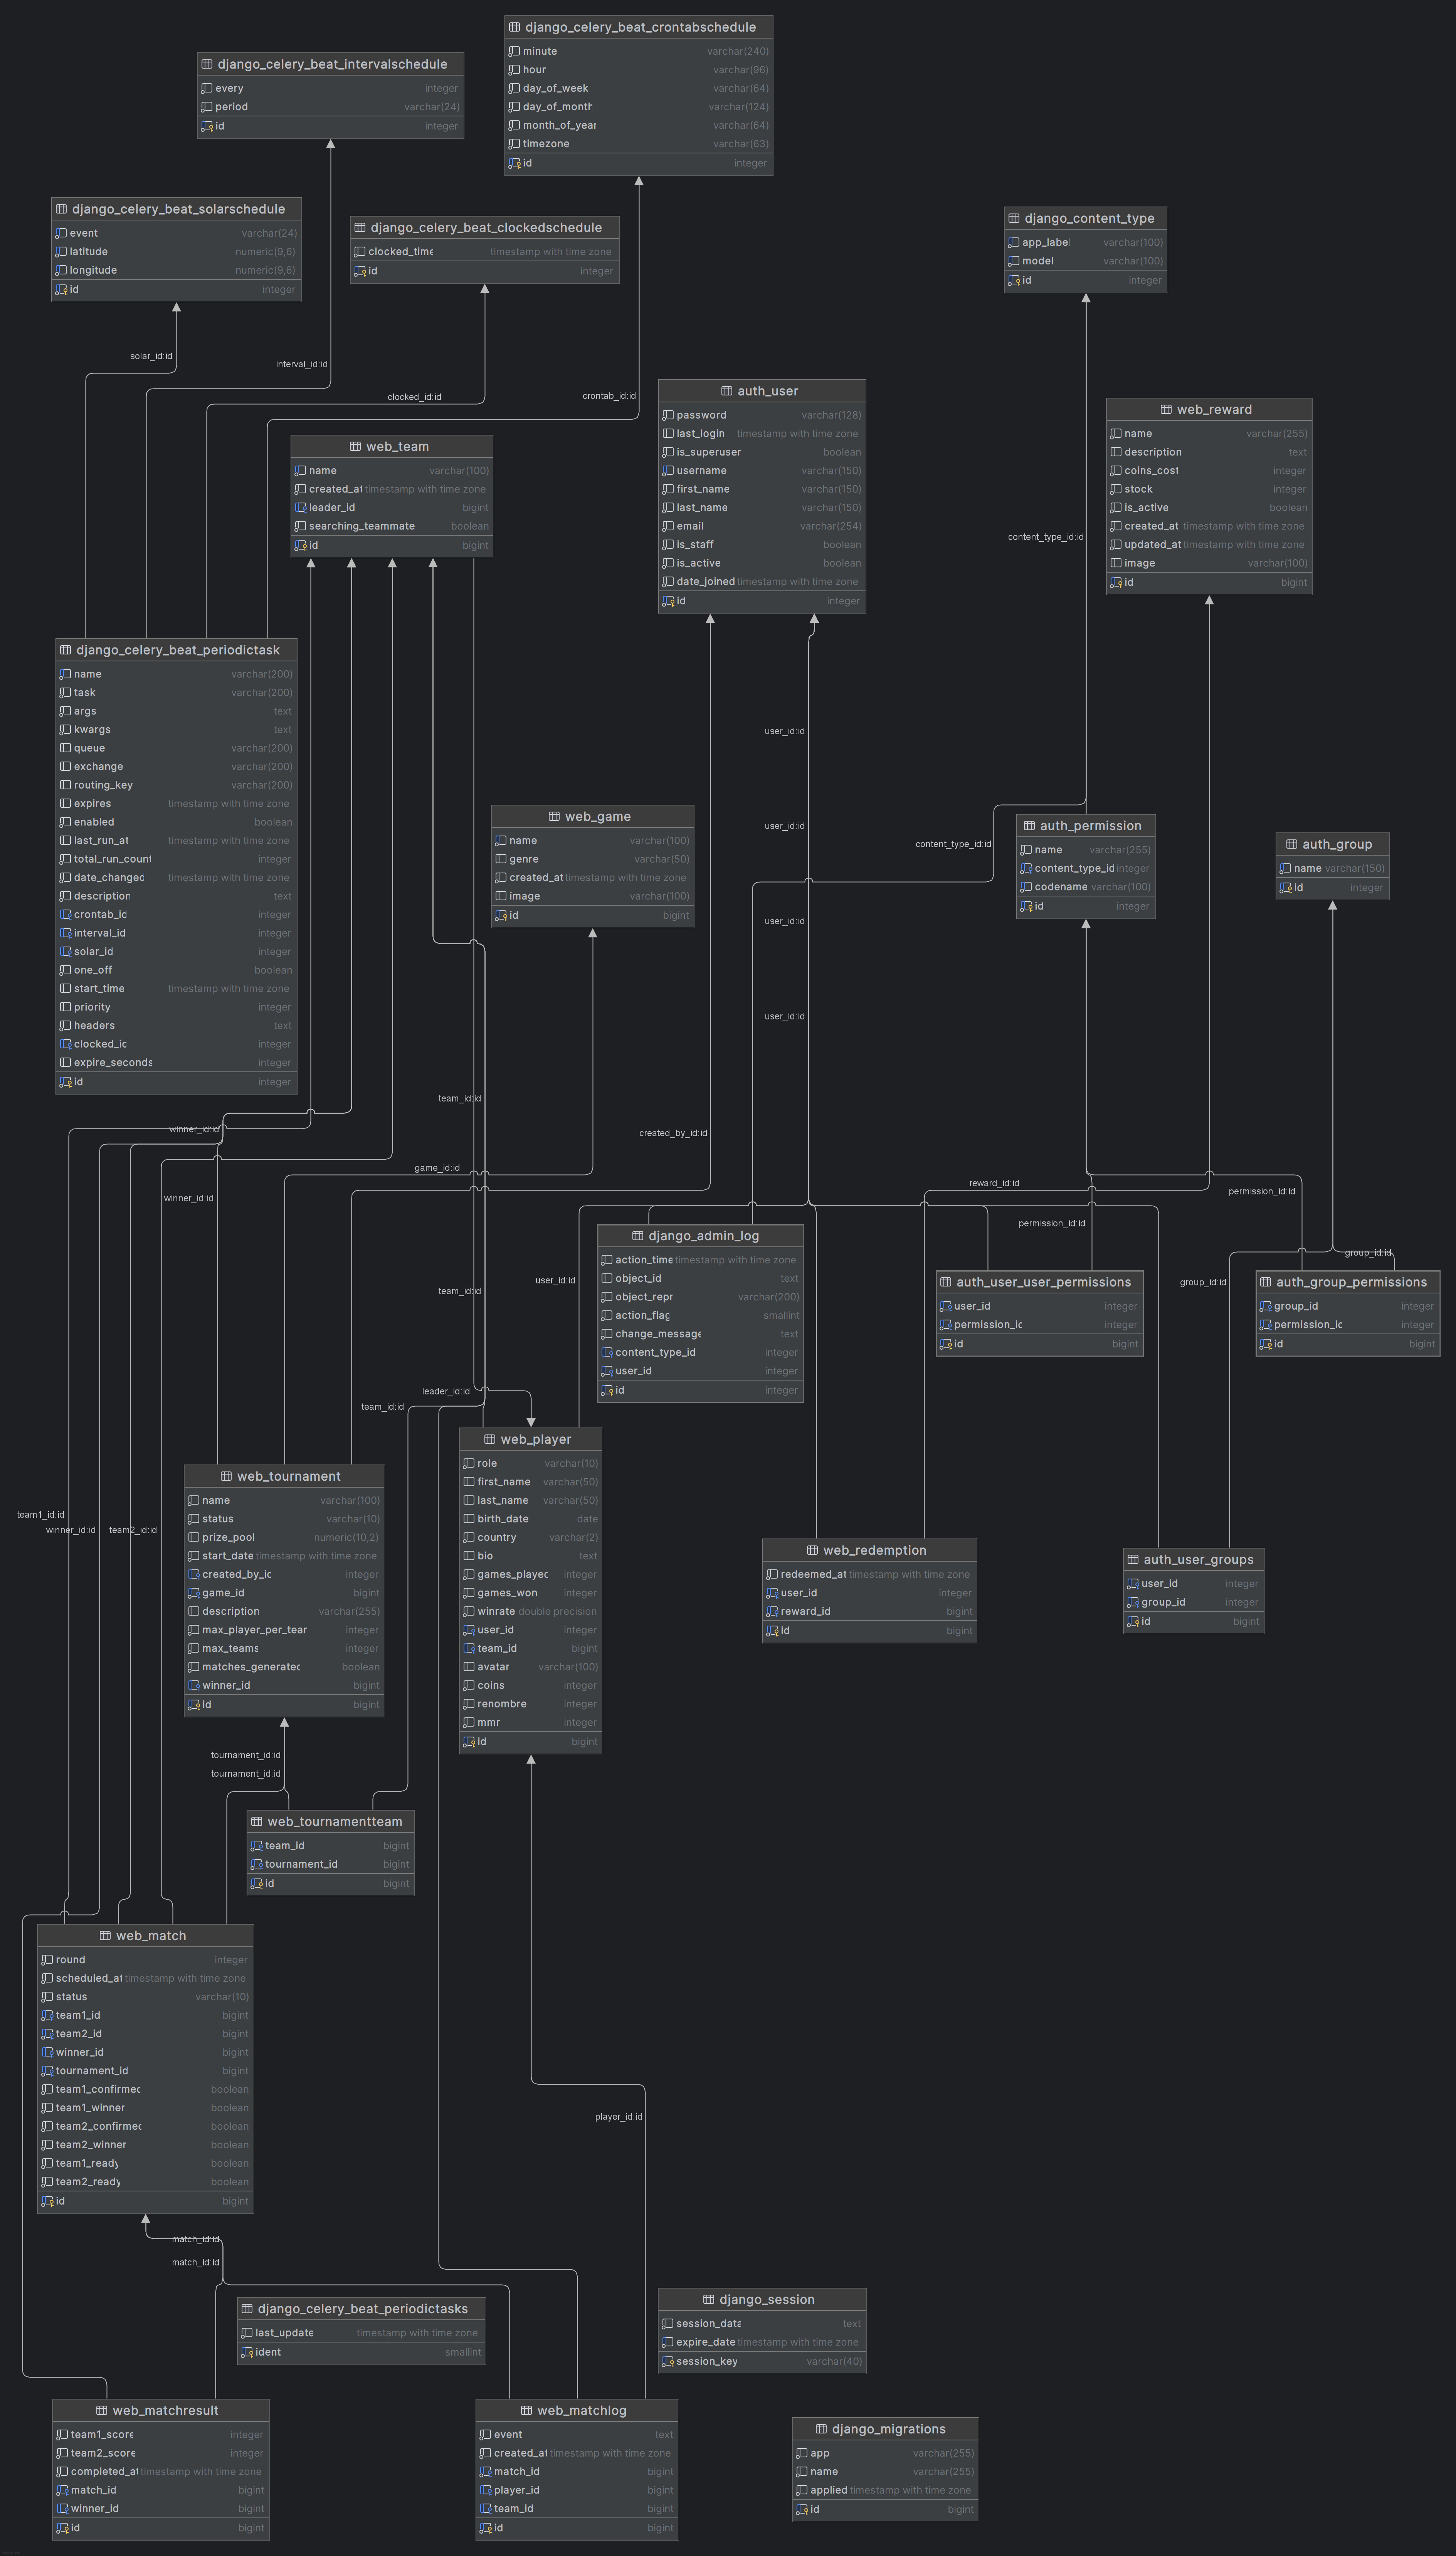 django_celery_beat_crontabschedule
minute varchar(240)
hour varchar(96)
day_of_week varchar(64)
day_of_month varchar(124)
month_of_year varchar(64)
timezone varchar(63)
id integer
django_celery_beat_intervalschedule
every integer
period varchar(24)
id integer
django_celery_beat_solarschedule
event varchar(24)
latitude numeric(9,6)
longitude numeric(9,6)
id integer
django_celery_beat_clockedschedule
clocked_time timestamp with time zone
id integer
django_content_type
app_label varchar(100)
model varchar(100)
id integer
solar_id:id
interval_id:id
clocked_id:id
crontab_id:id
auth_user
password varchar(128)
last_login timestamp with time zone
is_superuser boolean
username varchar(150)
first_name varchar(150)
last_name varchar(150)
email varchar(254)
is_staff boolean
is_active boolean
date_joined timestamp with time zone
id integer
web_reward
name varchar(255)
description text
coins_cost integer
stock integer
is_active boolean
created_at timestamp with time zone
updated_at timestamp with time zone
image varchar(100)
id bigint
web_team
name varchar(100)
created_at timestamp with time zone
leader_id bigint
searching_teammate boolean
id bigint
content_type_id:id
django_celery_beat_periodictask
name varchar(200)
task varchar(200)
args text
kwargs text
queue varchar(200)
exchange varchar(200)
routing_key varchar(200)
expires timestamp with time zone
enabled boolean
last_run_at timestamp with time zone
total_run_count integer
date_changed timestamp with time zone
description text
crontab_id integer
interval_id integer
solar_id integer
one_off boolean
start_time timestamp with time zone
priority integer
headers text
clocked_ic integer
expire_seconds integer
id integer
user_id:id
user_id:id
user_id:id
user_id:id
web_game
name varchar(100)
genre varchar(50)
created_at timestamp with time zone
image varchar(100)
id bigint
content_type_id:id
auth_permission
name varchar(255)
content_type_id integer
codename varchar(100)
id integer
auth_group
name varchar(150)
id integer
team_id:id
winner_id:id
created_by_id:id
game_id:id
winner_id:id
reward_id:id
permission_id:id
permission_id:id
group_id:id
group_id:id
user_id:id
team_id:id
django_admin_log
action_time timestamp with time zone
object_id text
object_repr varchar(200)
action_flag smallint
change_message text
content_type_id integer
user_id integer
id integer
auth_user_user_permissions
user_id integer
permission_ic integer
id bigint
auth_group_permissions
group_id integer
permission_ic integer
id bigint
leader_id:id
team_id:id
web_player
role varchar(10)
first_name varchar(50)
last_name varchar(50)
birth_date date
country varchar(2)
bio text
games_playec integer
games_won integer
winrate double precision
user_id integer
team_id bigint
avatar varchar(100)
coins integer
renombre integer
mmr integer
id bigint
web_tournament
name varchar(100)
status varchar(10)
prize_pool numeric(10,2)
start_date timestamp with time zone
created_by_ic integer
game_id bigint
description varchar(255)
max_player_per_tear integer
max_teams integer
matches_generatec boolean
winner_id bigint
id bigint
team1_id:id
winner_id:id
team2_id:id
web_redemption
redeemed_at timestamp with time zone
user_id integer
reward_id bigint
id bigint
auth_user_groups
user_id integer
group_id integer
id bigint
tournament_id:id
tournament_id:id
web_tournamentteam
team_id bigint
tournament_id bigint
id bigint
web_match
round integer
scheduled_at timestamp with time zone
status varchar(10)
team1_id bigint
team2_id bigint
winner_id bigint
tournament_id bigint
team1_confirmec boolean
team1_winner boolean
team2_confirmec boolean
team2_winner boolean
team1_ready boolean
team2_ready boolean
id bigint
player_id:id
match_id:id
match_id:id
django_celery_beat_periodictasks
last_update timestamp with time zone
ident smallint
django_session
session_data text
expire_date timestamp with time zone
session_key varchar(40)
web_matchresult
team1_score integer
team2_score integer
completed_at timestamp with time zone
match_id bigint
winner_id bigint
id bigint
web_matchlog
event text
created_at timestamp with time zone
match_id bigint
player_id bigint
team_id bigint
id bigint
django_migrations
app varchar(255)
name varchar(255)
applied timestamp with time zone
id bigint